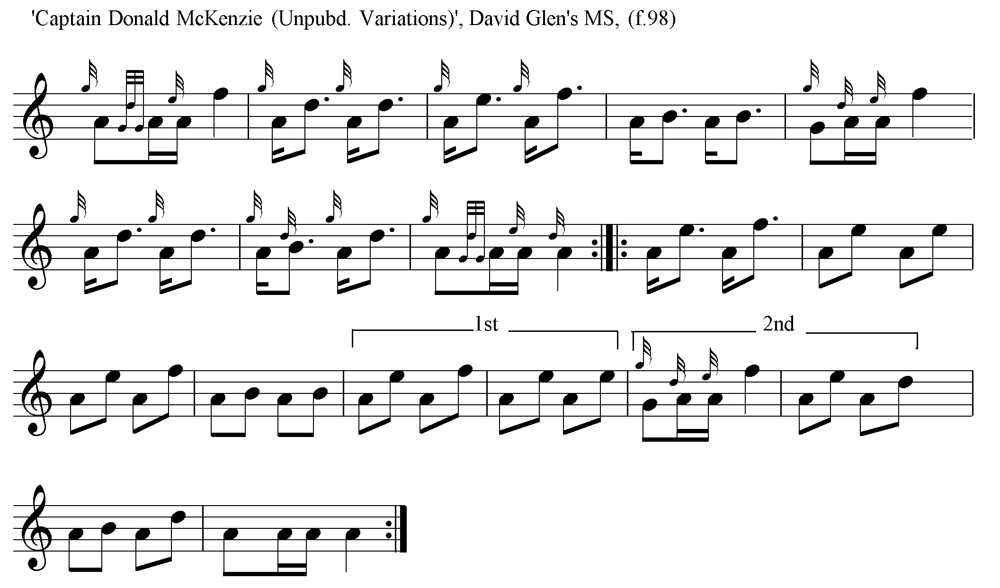 'Captain Donald McKenzie (Unpubd. Variations)', David Glen's MS, (f.98)
1st
2nd